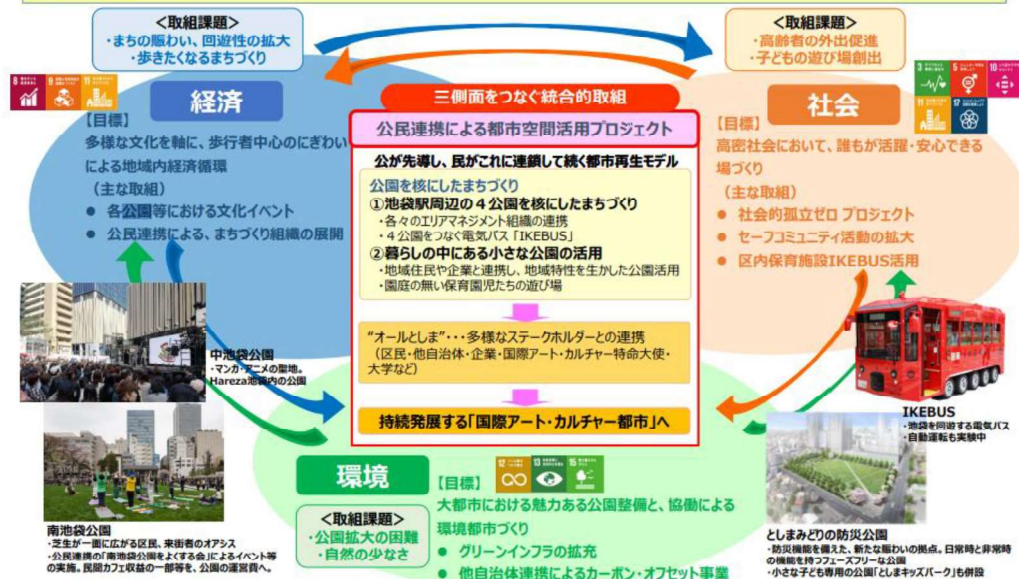 <取組課題>
・まちの賑わい、回遊性の拡大
・歩きたくなるまちづくり
<取組課題>
・高齢者の外出促進
・子どもの遊び場創出
8
9
11
経済
【目標】
多様な文化を軸に、歩行者中心のにぎわい
による地域内経済循環
（主な取組）
● 各公園等における文化イベント
● 公民連携による、まちづくり組織の展開
三側面をつなぐ統合的取組
公民連携による都市空間活用プロジェクト
公が先導し、民がこれに連鎖して続く都市再生モデル
公園を核にしたまちづくり
①池袋駅周辺の４公園を核にしたまちづくり
・各々のエリアマネジメント組織の連携
・４公園をつなぐ電気バス「IKEBUS」
②暮らしの中にある小さな公園の活用
・地域住民や企業と連携し、地域特性を生かした公園活用
・園庭の無い保育園児たちの遊び場
“オールとしま”・・・多様なステークホルダーとの連携
（区民・他自治体・企業・国際アート・カルチャー特命大使・
大学など）
持続発展する「国際アート・カルチャー都市」へ
3
5
10
11
17
社会
【目標】
高密社会において、誰もが活躍・安心できる
場づくり
（主な取組）
● 社会的孤立ゼロ プロジェクト
● セーフコミュニティ活動の拡大
● 区内保育施設IKEBUS活用
中池袋公園
・マンガ・アニメの聖地。
Hareza池袋内の公園
IKEBUS
・池袋を回遊する電気バス
・自動運転も実験中
南池袋公園
・芝生が一面に広がる区民、来街者のオアシス
・公民連携の「南池袋公園をよくする会」によるイベント等
の実施。民間カフェ収益の一部等を、公園の運営費へ。
環境
12
13
15
<取組課題>
・公園拡大の困難
・自然の少なさ
【目標】
大都市における魅力ある公園整備と、協働による
環境都市づくり
● グリーンインフラの拡充
● 他自治体連携によるカーボン・オフセット事業
としまみどりの防災公園
・防災機能を備えた、新たな賑わいの拠点。日常時と非常時
の機能を持つフェーズフリーな公園
・小さな子ども専用の公園「としまキッズパーク」も併設